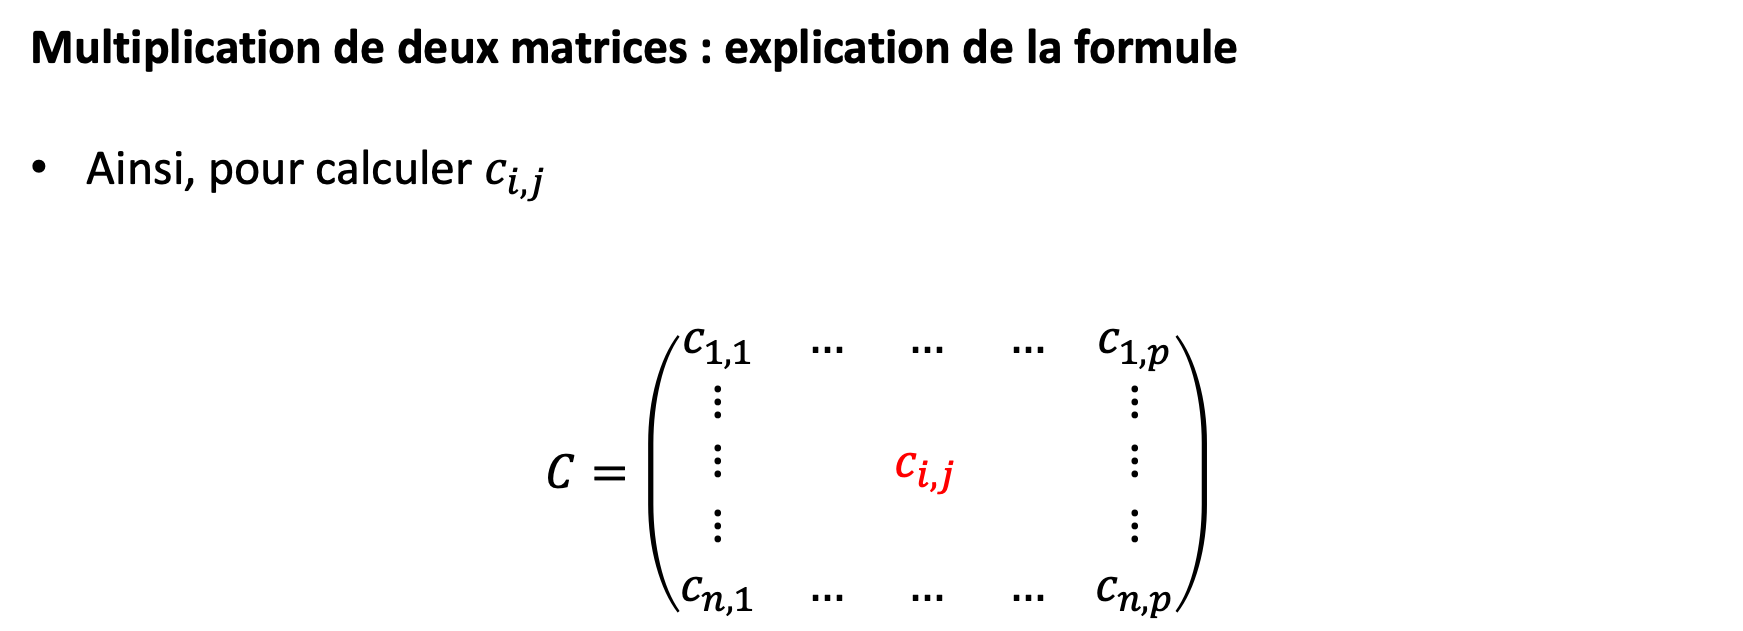 Multiplication de deux matrices : explication de la formule
• Ainsi, pour calculer c_{i,j}
c_{1,1} ... ... ... c_{1,p}
⋮ ⋮
C = ⋮ c_{i,j} ⋮
⋮ ⋮
c_{n,1} ... ... ... c_{n,p}